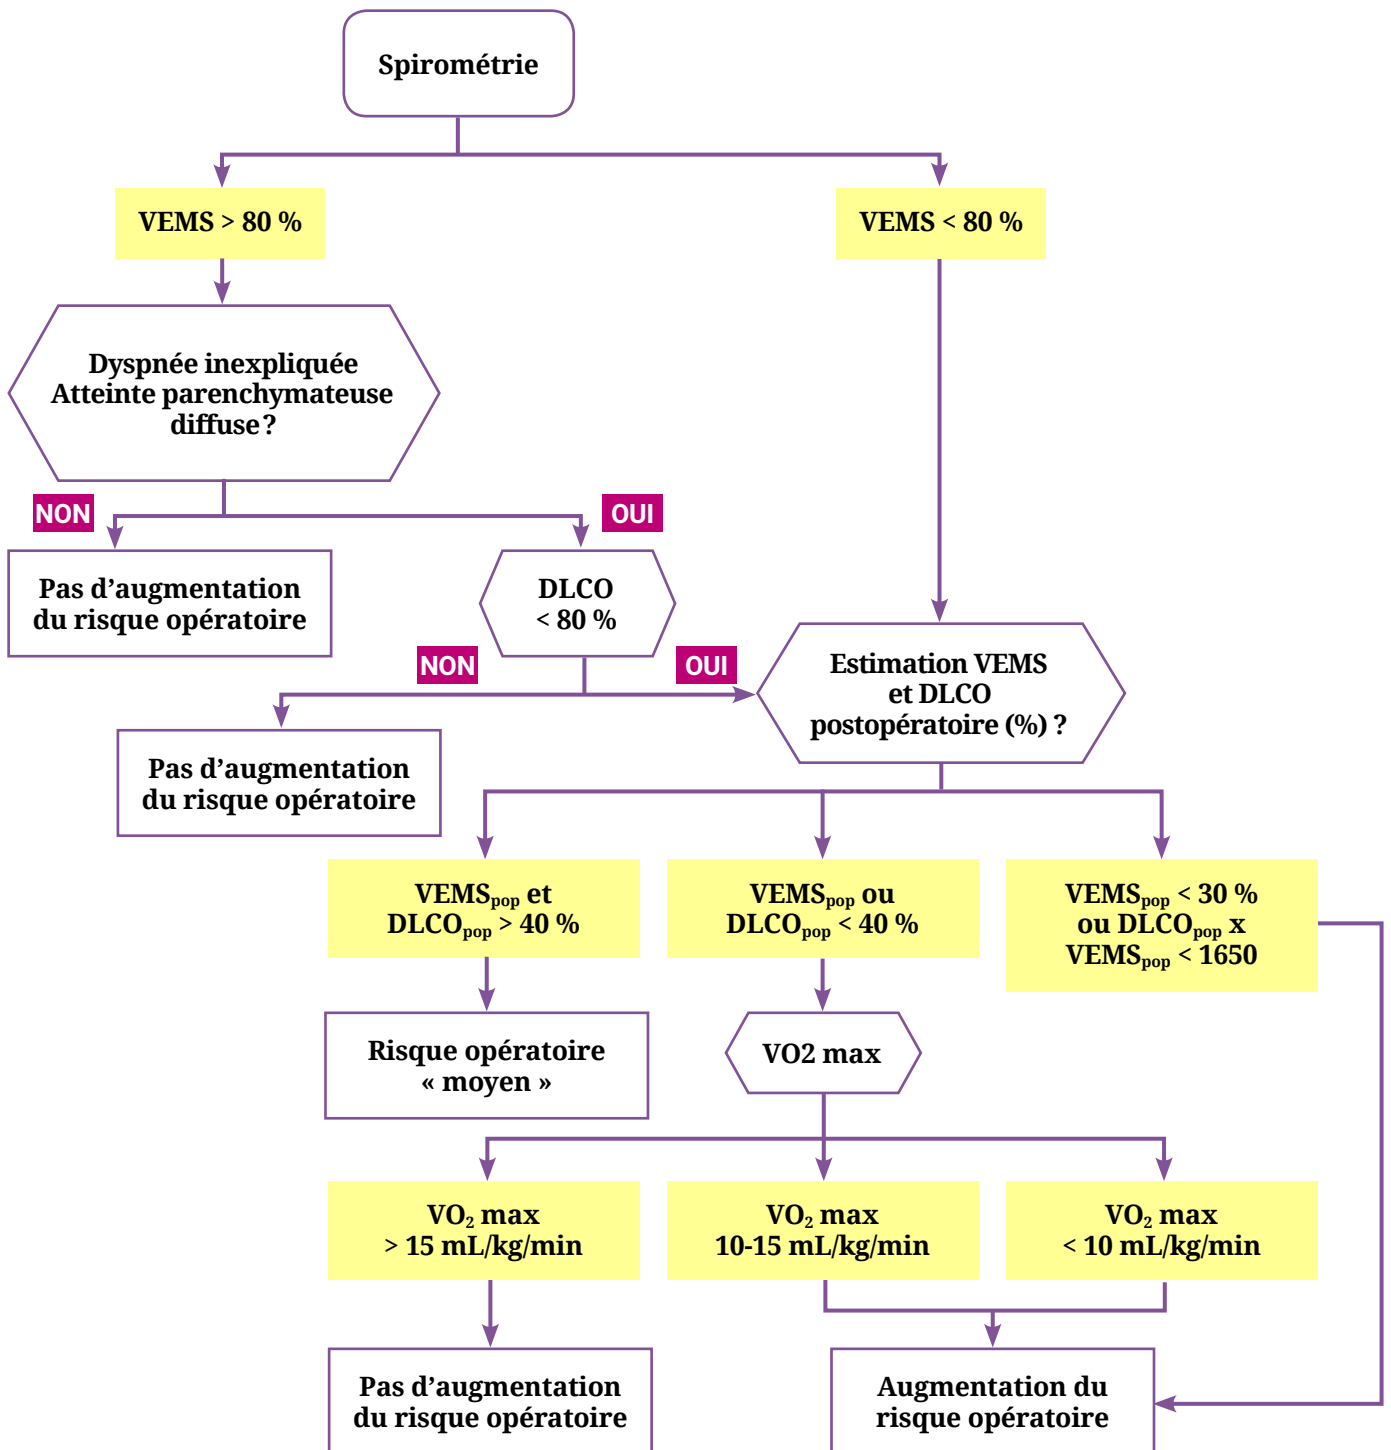 Spirométrie
VEMS > 80 %
VEMS < 80 %
Dyspnée inexpliquée
Atteinte parenchymateuse
diffuse ?
NON
OUI
Pas d’augmentation
du risque opératoire
DLCO
< 80 %
NON
OUI
Estimation VEMS
et DLCO
postopératoire (%) ?
Pas d’augmentation
du risque opératoire
VEMSpop et
DLCOpop > 40 %
VEMSpop ou
DLCOpop < 40 %
VEMSpop < 30 %
ou DLCOpop x
VEMSpop < 1650
Risque opératoire
« moyen »
VO2 max
VO₂ max
> 15 mL/kg/min
VO₂ max
10-15 mL/kg/min
VO₂ max
< 10 mL/kg/min
Pas d’augmentation
du risque opératoire
Augmentation du
risque opératoire